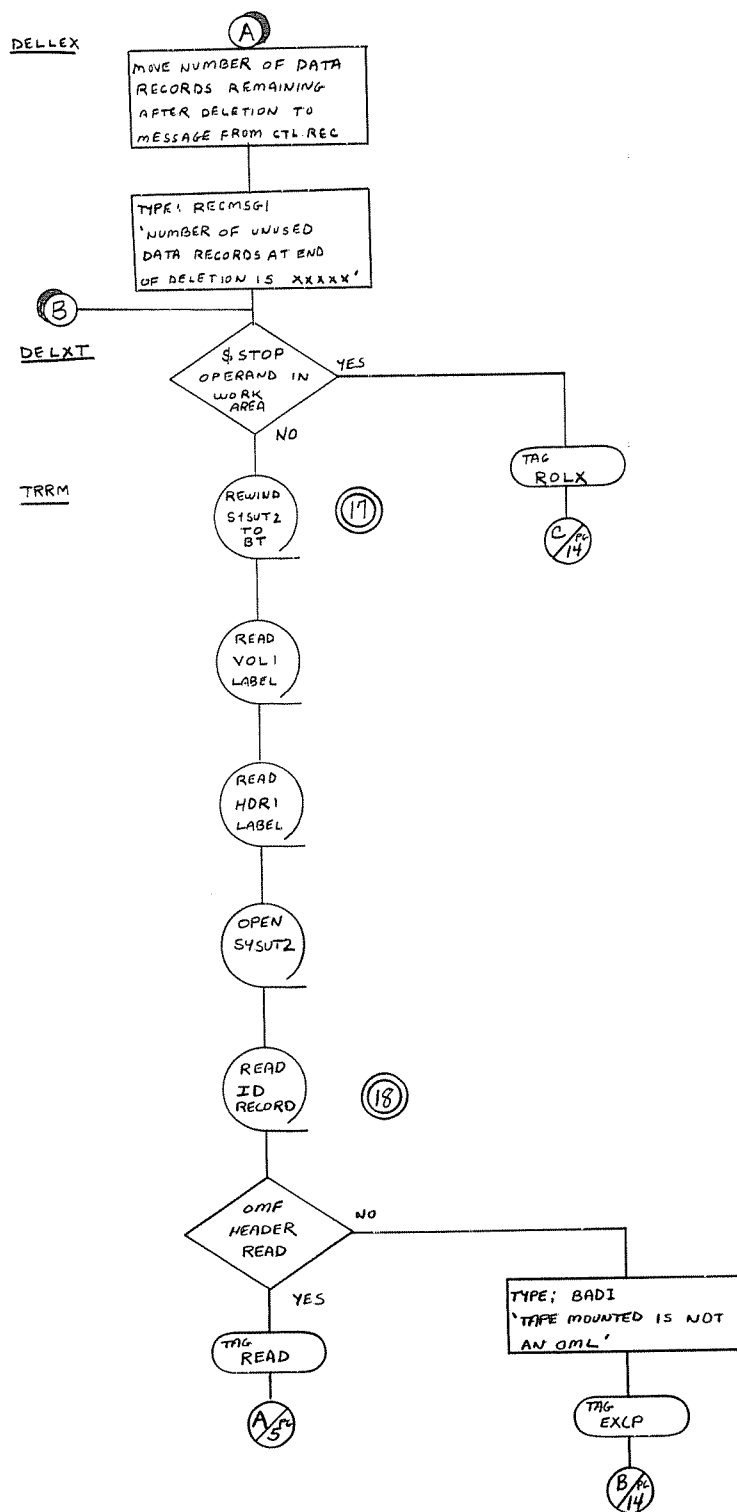 A
DELLEX
MOVE NUMBER OF DATA
RECORDS REMAINING
AFTER DELETION TO
MESSAGE FROM CTL.REC
TYPE: RECMSG1
'NUMBER OF UNUSED
DATA RECORDS AT END
OF DELETION IS XXXXX'
B
DELXT
$.STOP
OPERAND IN
WORK
AREA
YES
NO
TAG
ROLX
C/PG
14
TRRM
REWIND
SYSUT2
TO
BT
17
READ
VOL1
LABEL
READ
HDR1
LABEL
OPEN
SYSUT2
READ
ID
RECORD
18
OMF
HEADER
READ
NO
YES
TYPE; BADI
'TAPE MOUNTED IS NOT
AN OML'
TAG
READ
TAG
EXCP
A/PG
5
B/PG
14